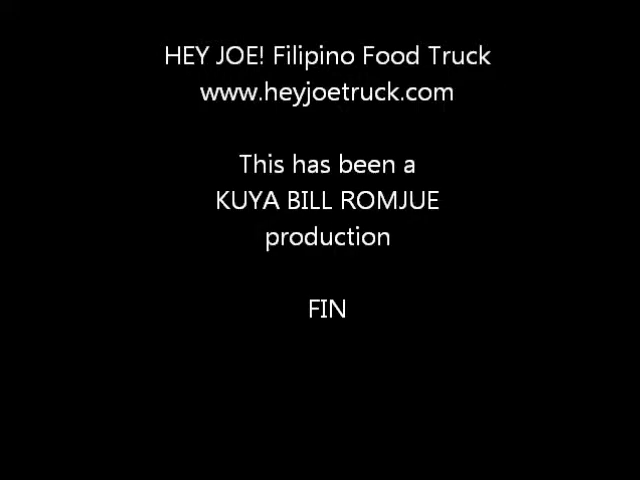 HEY JOE! Filipino Food Truck
www.heyjoetruck.com
This has been a
KUYA BILL ROMJUE
production
FIN